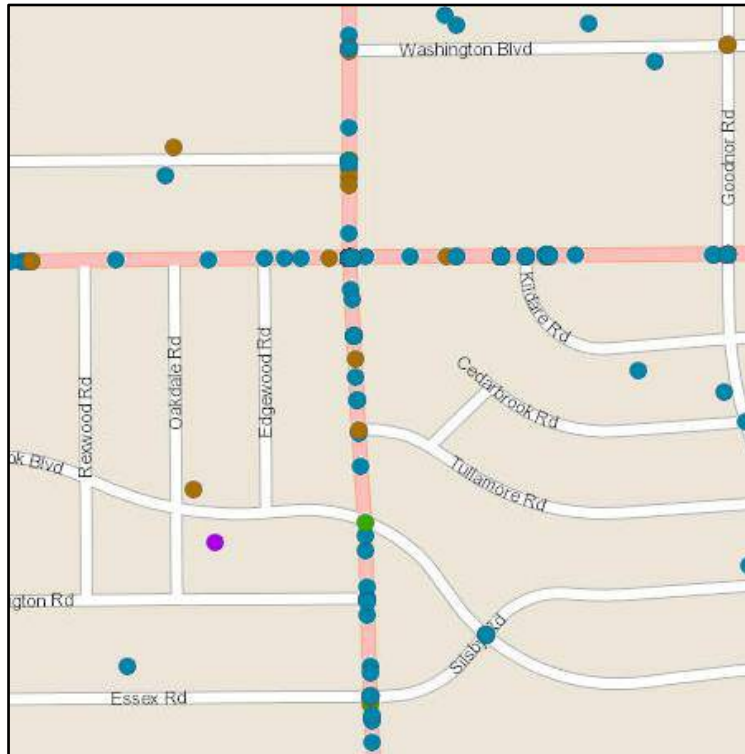 Washington Blvd
Goodnor Rd
Kildare Rd
Rexwood Rd
Oakdale Rd
Edgewood Rd
Cedarbrook Rd
ok Blvd
Tullamore Rd
gton Rd
Silsby Rd
Essex Rd